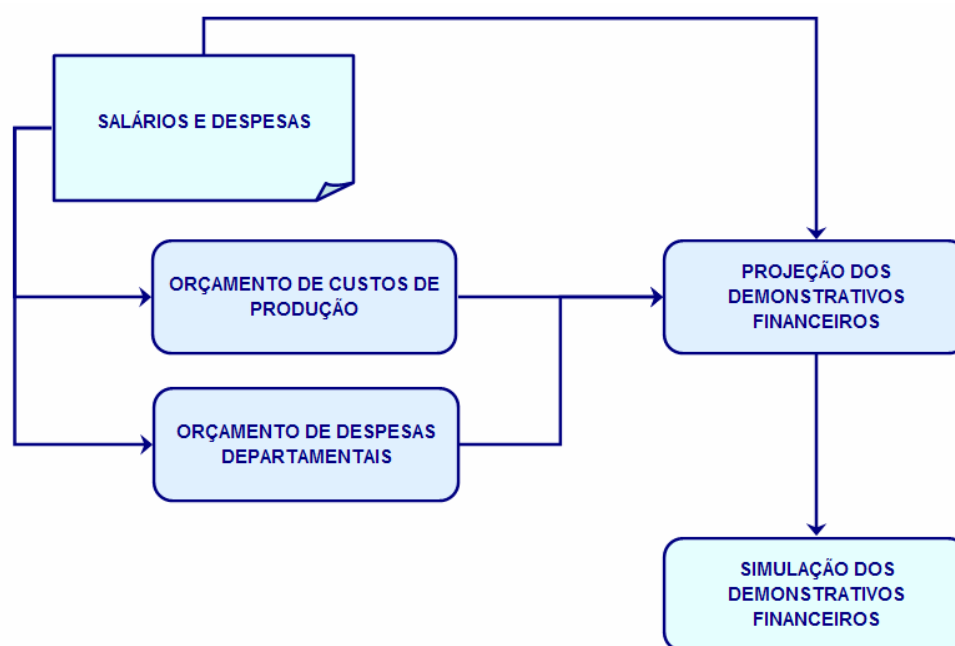 SALÁRIOS E DESPESAS
ORÇAMENTO DE CUSTOS DE
PRODUÇÃO
PROJEÇÃO DOS
DEMONSTRATIVOS
FINANCEIROS
ORÇAMENTO DE DESPESAS
DEPARTAMENTAIS
SIMULAÇÃO DOS
DEMONSTRATIVOS
FINANCEIROS